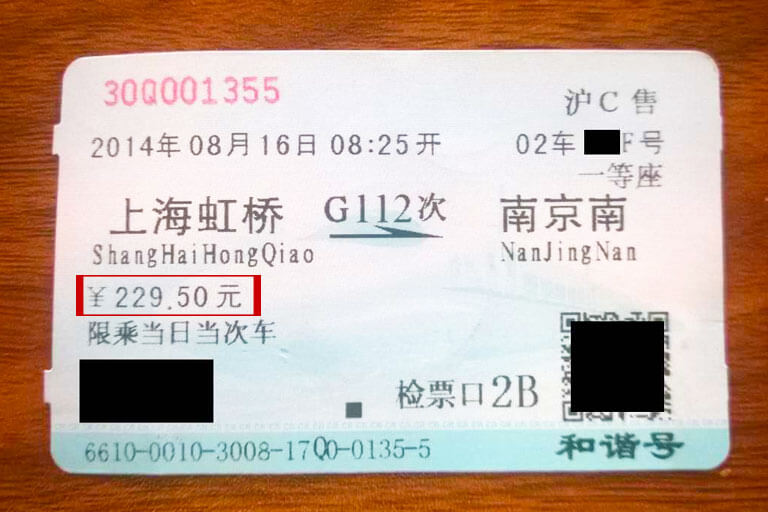 30Q001355
沪C售
2014年08月16日08:25开 02车 F号
一等座
上海虹桥 G112次 南京南
ShangHaiHongQiao NanJingNan
￥229.50元
限乘当日当次车
检票口2B
6610-0010-3008-17Q0-0135-5 和谐号